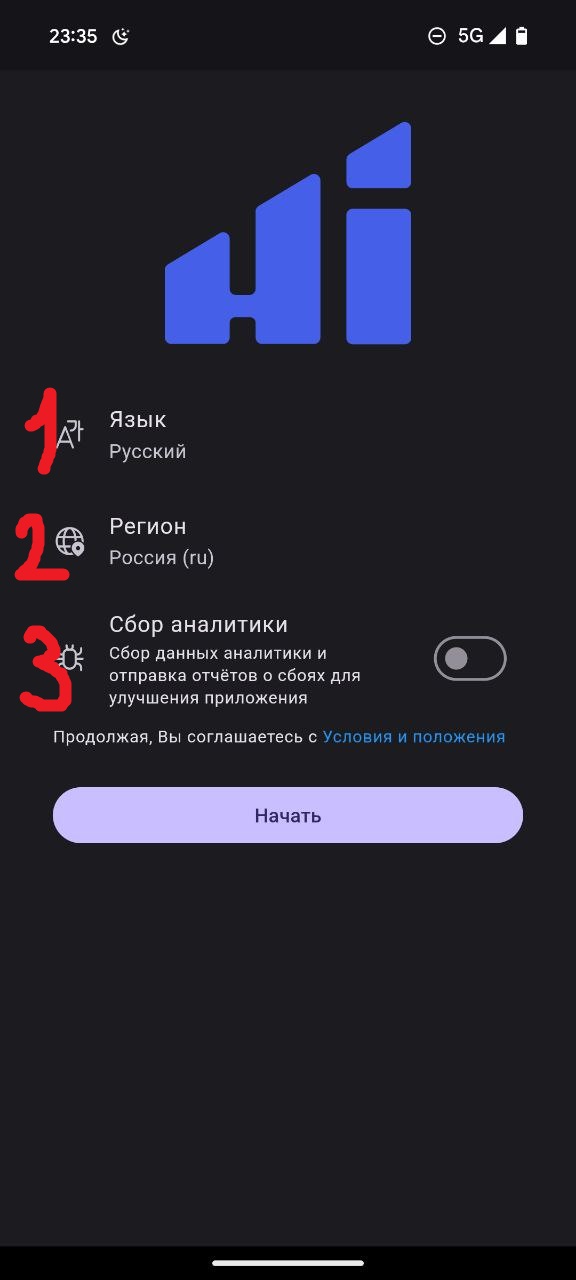 23:35
5G
Hi
1
Язык
Русский
2
Регион
Россия (ru)
3
Сбор аналитики
Сбор данных аналитики и
отправка отчётов о сбоях для
улучшения приложения
Продолжая, Вы соглашаетесь с Условия и положения
Начать